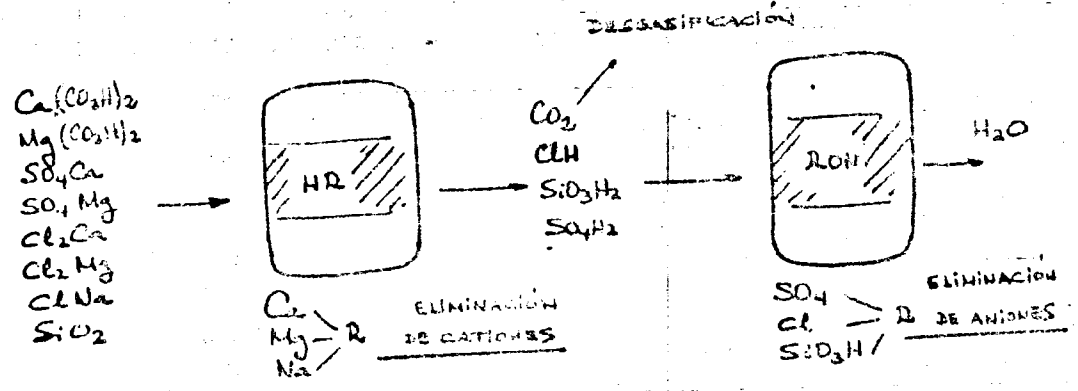 DESGASIFICACIÓN
Ca(CO3H)2
Mg(CO3H)2
SO4Ca
SO4Mg
Cl2Ca
Cl2Mg
ClNa
SiO2
HR
CO2
ClH
SiO3H2
SO4H2
ROH
H2O
Ca
Mg
Na
R
ELIMINACIÓN
DE CATIONES
SO4
Cl
SiO3H
R
ELIMINACIÓN
DE ANIONES